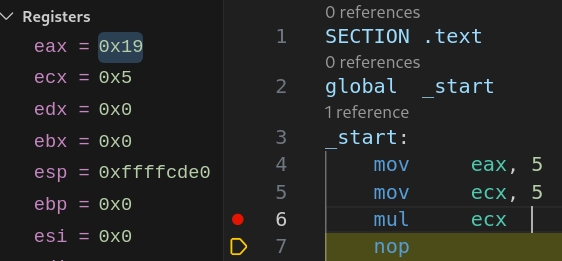 Registers
eax = 0x19
ecx = 0x5
edx = 0x0
ebx = 0x0
esp = 0xffffcde0
ebp = 0x0
esi = 0x0
0 references
1 SECTION .text
0 references
2 global _start
1 reference
3 _start:
4 mov eax, 5
5 mov ecx, 5
6 mul ecx
7 nop